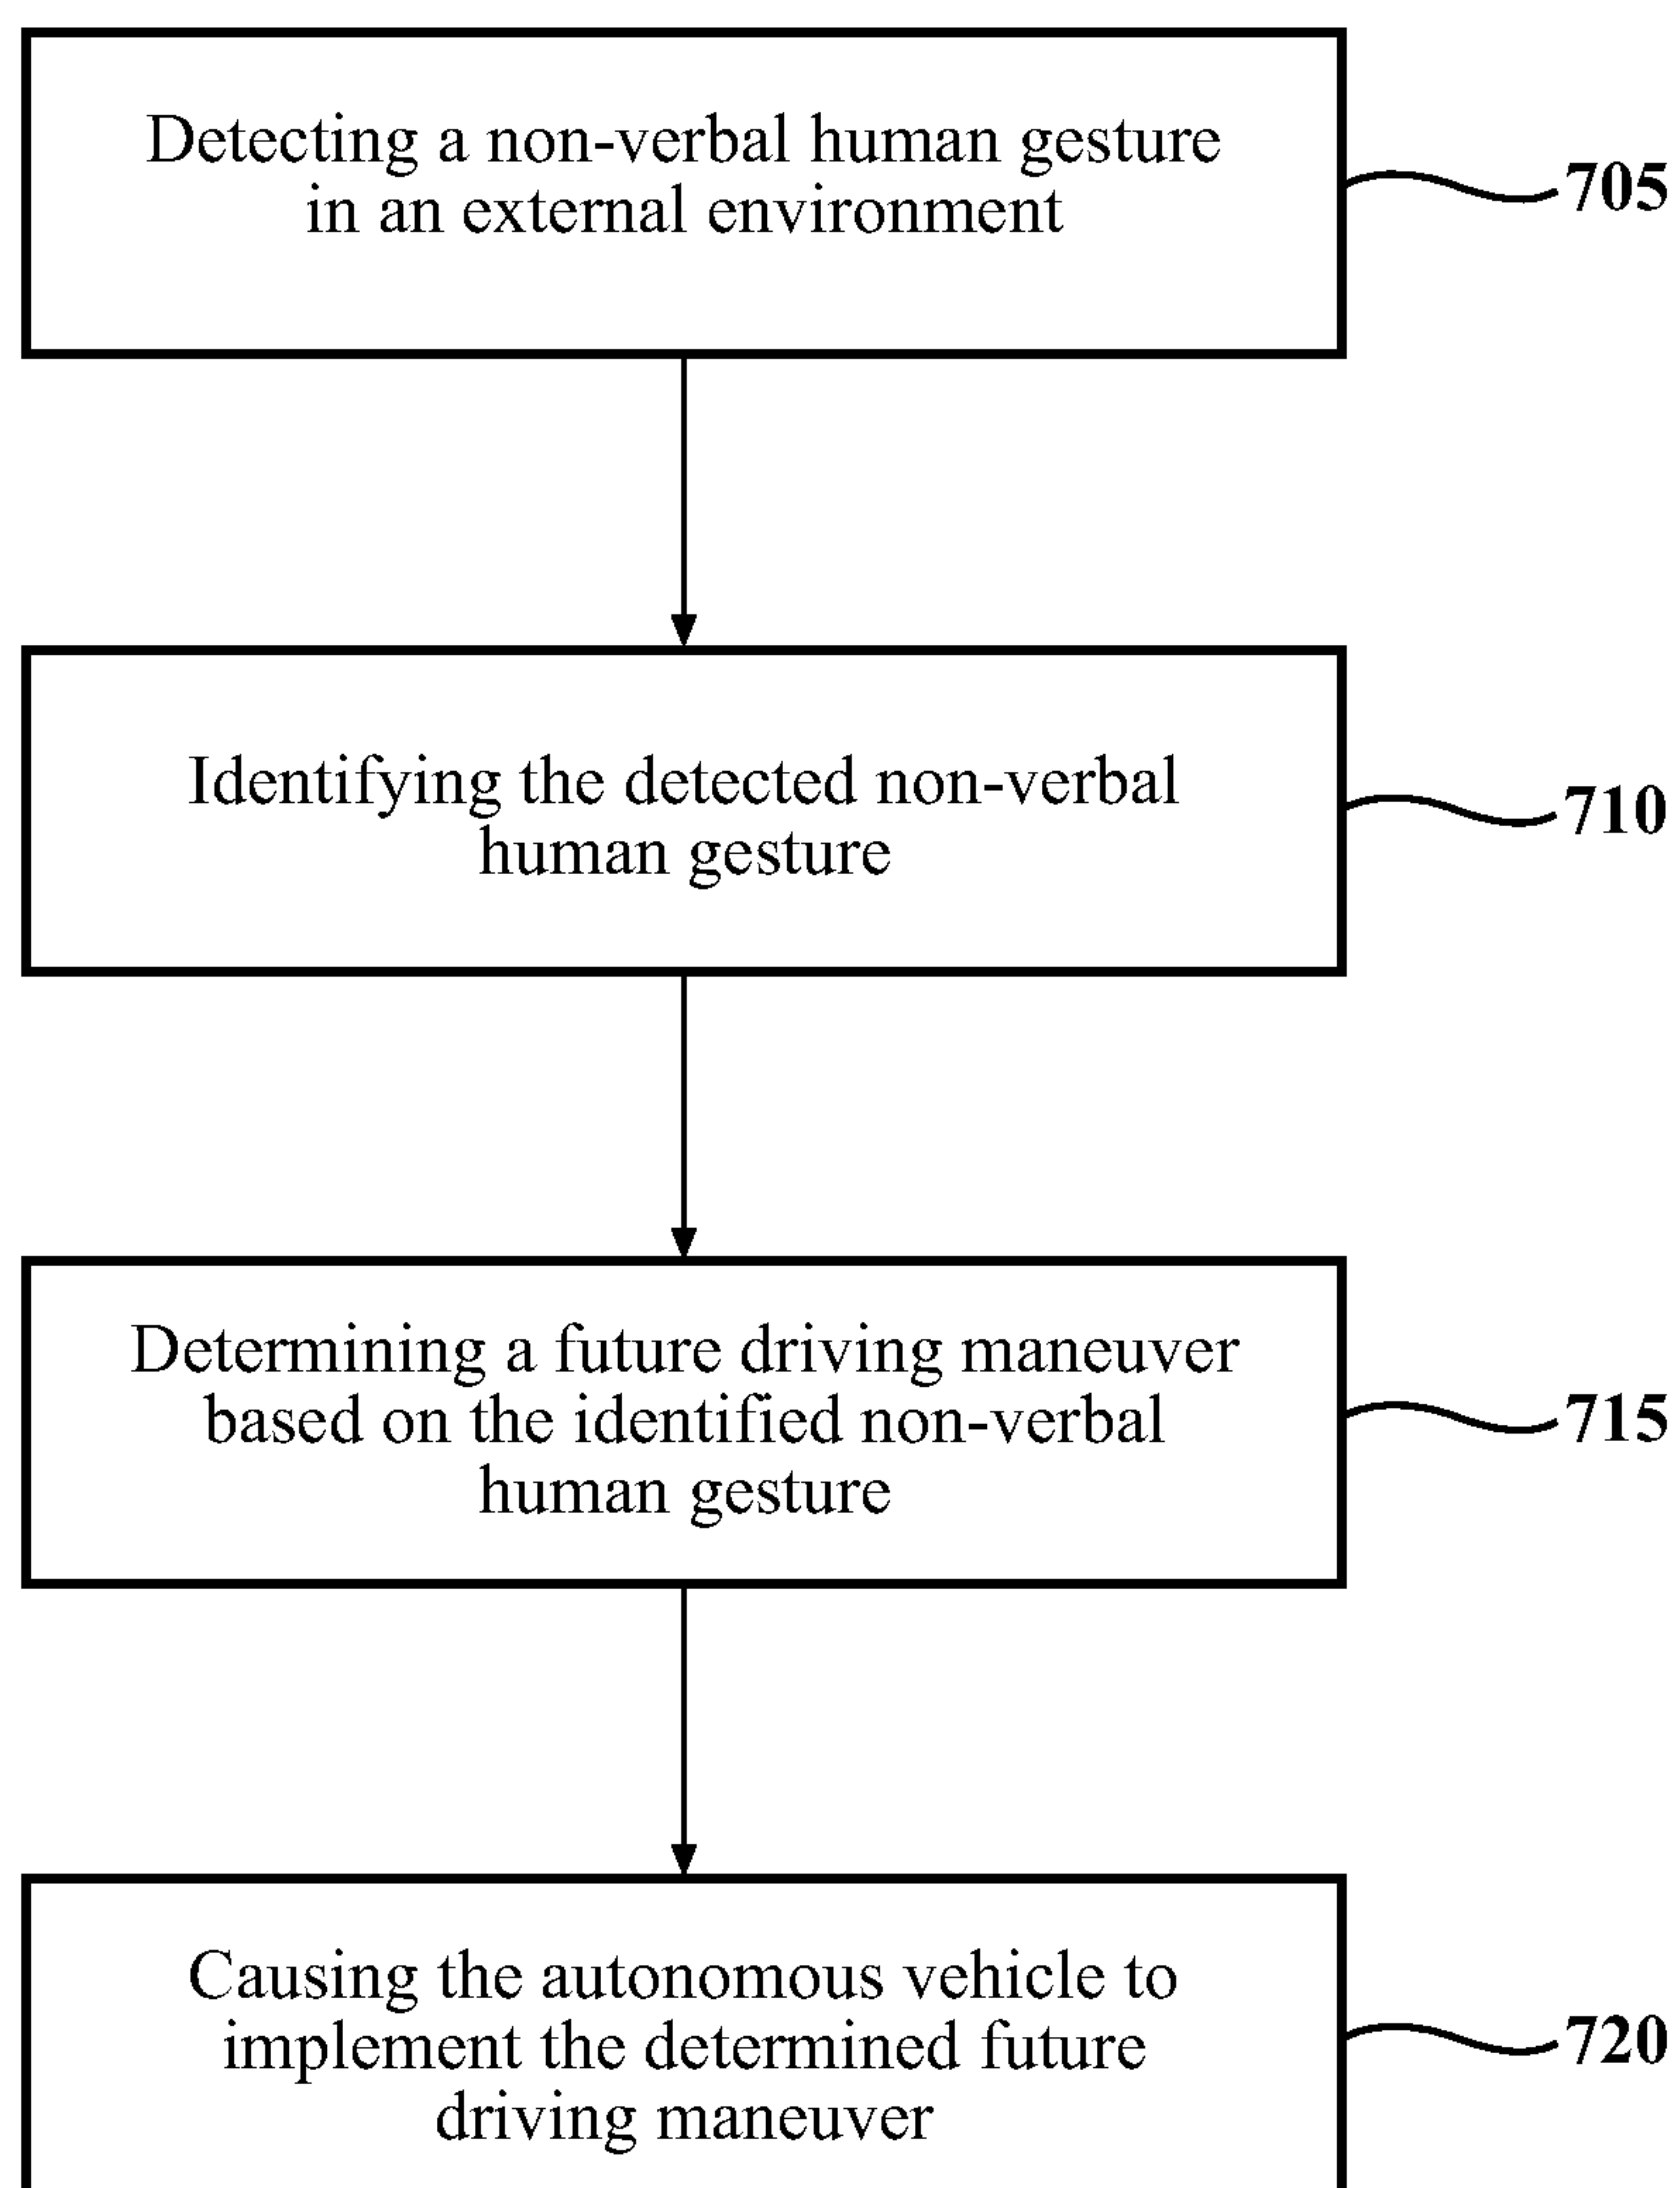 Detecting a non-verbal human gesture
in an external environment
705
Identifying the detected non-verbal
human gesture
710
Determining a future driving maneuver
based on the identified non-verbal
human gesture
715
Causing the autonomous vehicle to
implement the determined future
driving maneuver
720